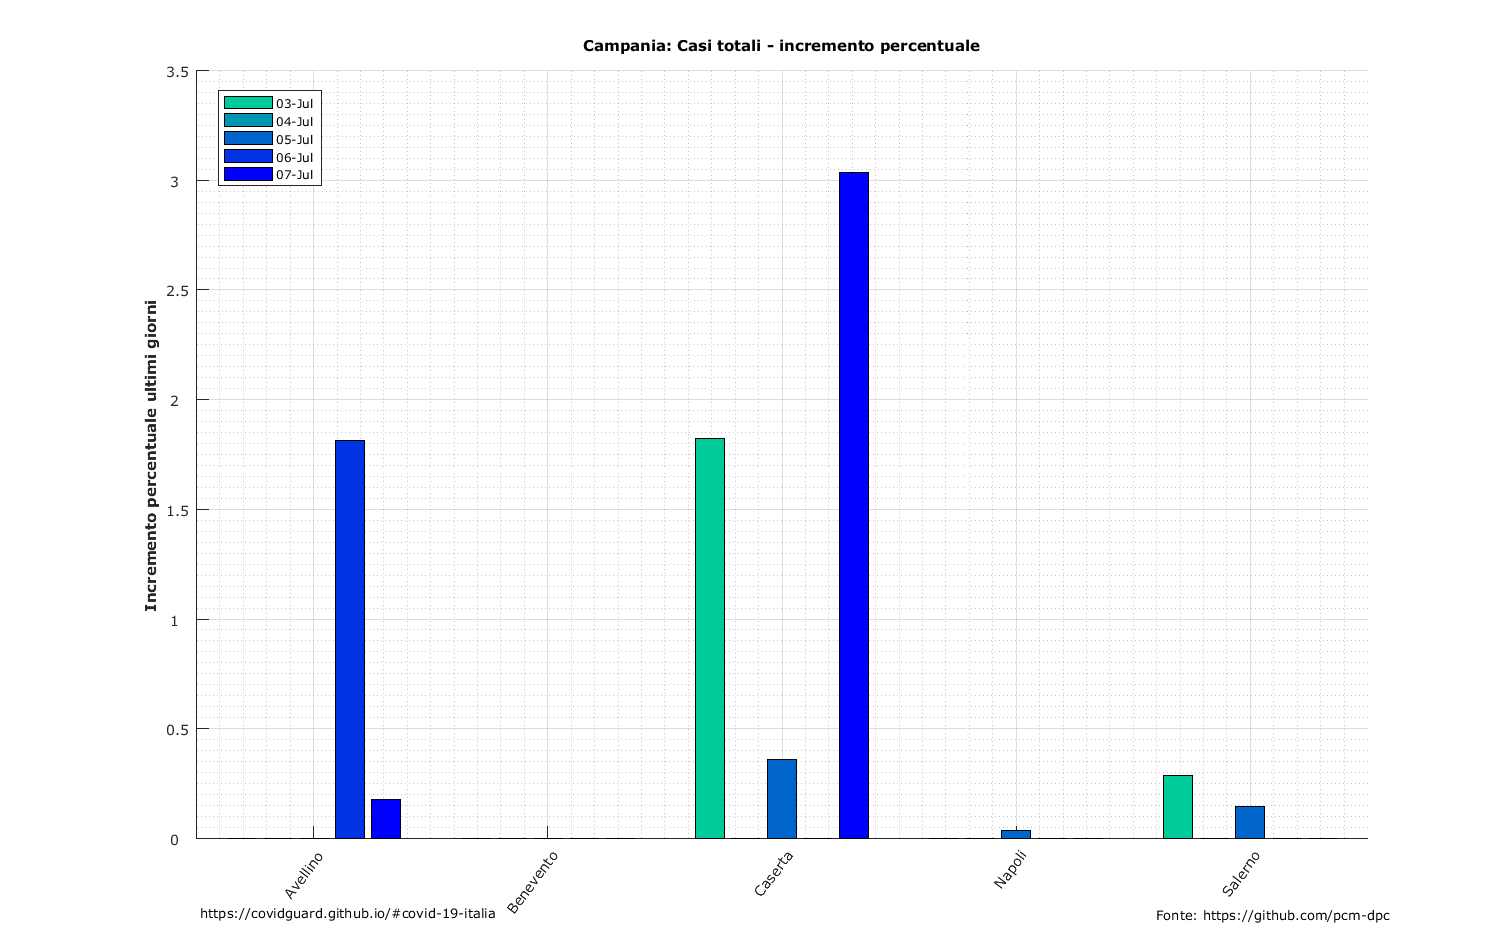 Campania: Casi totali - incremento percentuale
3.5
3
2.5
2
1.5
1
0.5
0
03-Jul
04-Jul
05-Jul
06-Jul
07-Jul
Incremento percentuale ultimi giorni
Avellino
Benevento
Caserta
Napoli
Salerno
https://covidguard.github.io/#covid-19-italia
Fonte: https://github.com/pcm-dpc